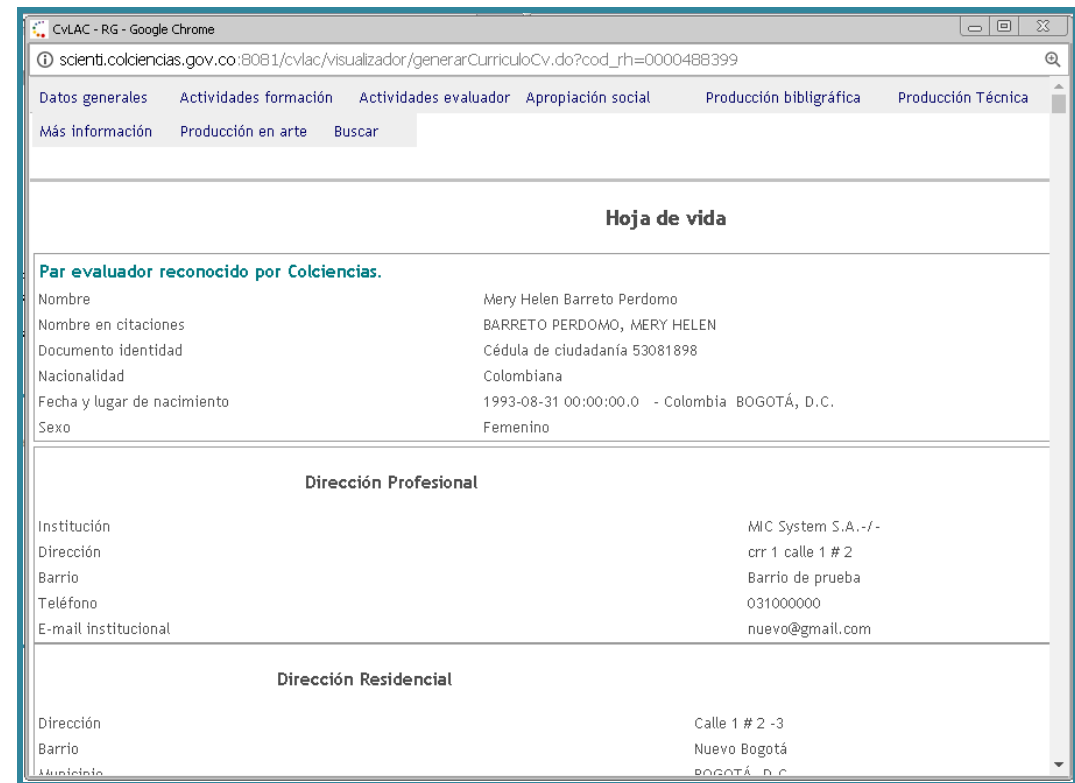 CvLAC - RG - Google Chrome
scienti.colciencias.gov.co:8081/cvlac/visualizador/generarCurriculoCv.do?cod_rh=0000488399
Datos generales Actividades formación Actividades evaluador Apropiación social Producción bibligráfica Producción Técnica
Más información Producción en arte Buscar
Hoja de vida
Par evaluador reconocido por Colciencias.
Nombre Mery Helen Barreto Perdomo
Nombre en citaciones BARRETO PERDOMO, MERY HELEN
Documento identidad Cédula de ciudadanía 53081898
Nacionalidad Colombiana
Fecha y lugar de nacimiento 1993-08-31 00:00:00.0 - Colombia BOGOTÁ, D.C.
Sexo Femenino
Dirección Profesional
Institución MIC System S.A.-/-
Dirección crr 1 calle 1 # 2
Barrio Barrio de prueba
Teléfono 031000000
E-mail institucional nuevo@gmail.com
Dirección Residencial
Dirección Calle 1 # 2 -3
Barrio Nuevo Bogotá
Municipio BOGOTÁ, D.C.